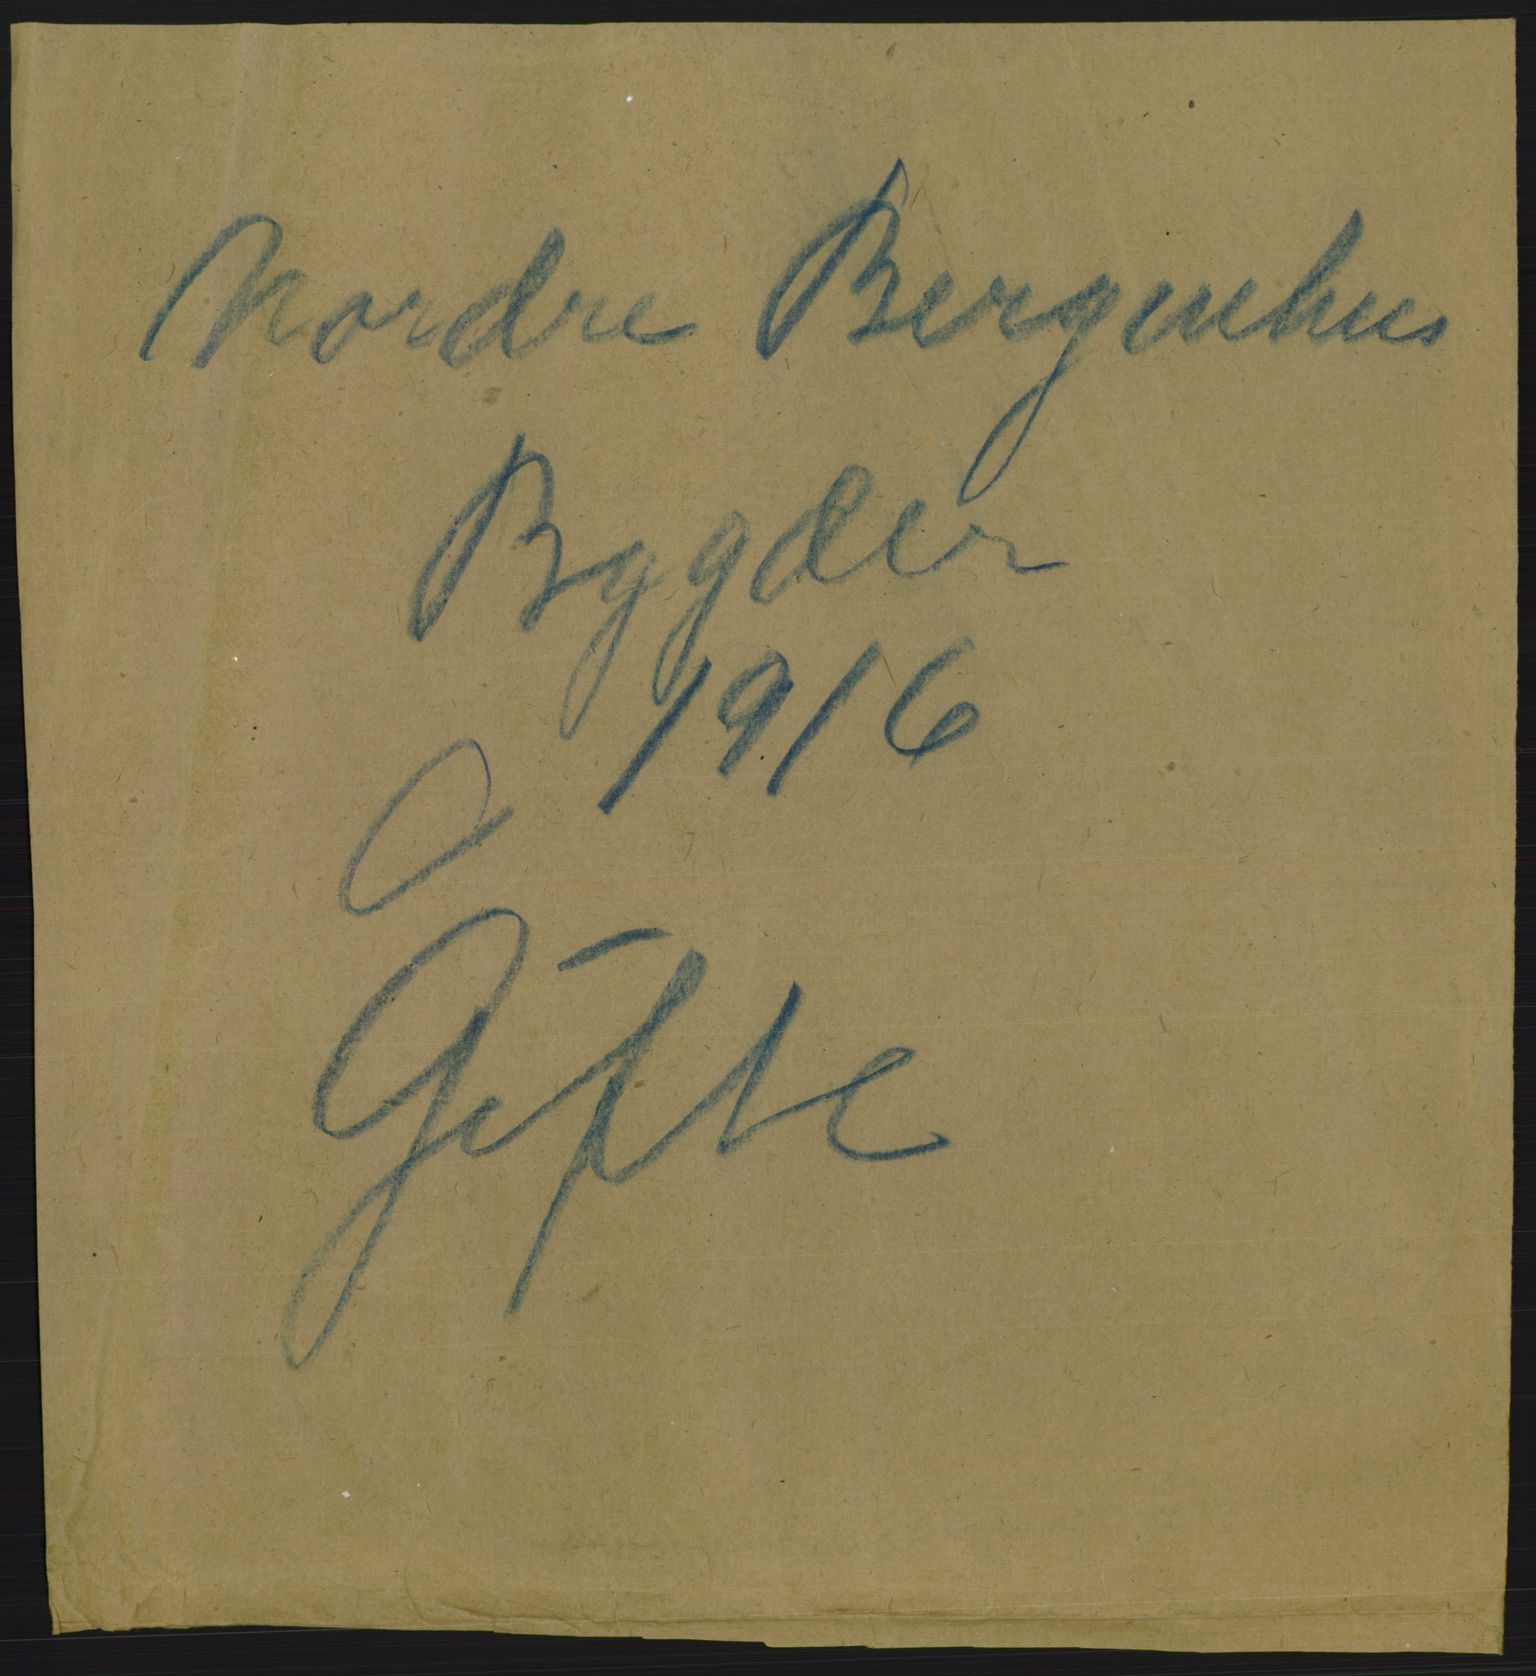 Nordre Bergenhus
Bygder
1916
Gifte